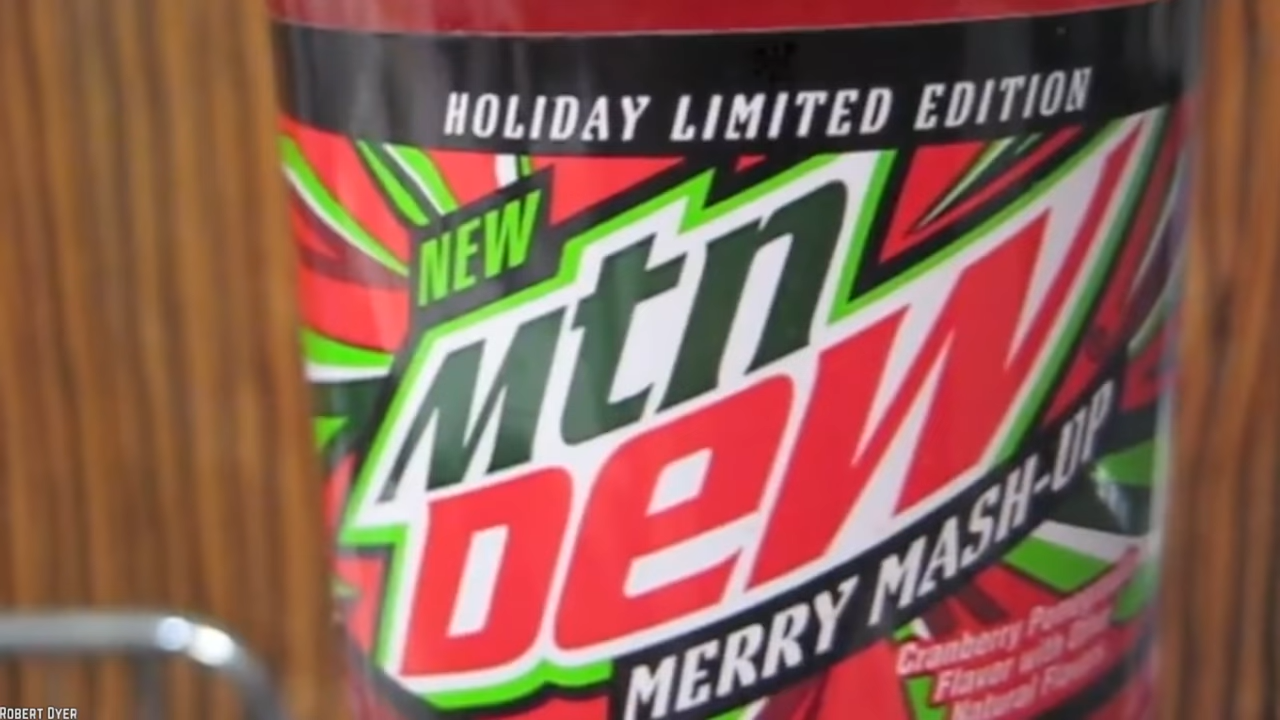 HOLIDAY LIMITED EDITION
NEW
Mtn
DEW
MERRY MASH-UP
Cranberry
Flavor with
Natural
ROBERT DYER